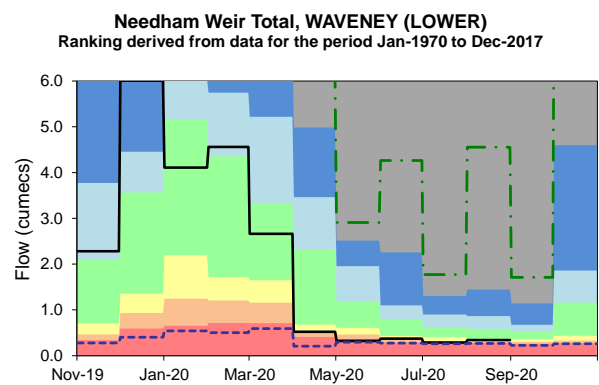 Needham Weir Total, WAVENEY (LOWER)
Ranking derived from data for the period Jan-1970 to Dec-2017
Flow (cumecs)
6.0
5.0
4.0
3.0
2.0
1.0
0.0
Nov-19 Jan-20 Mar-20 May-20 Jul-20 Sep-20